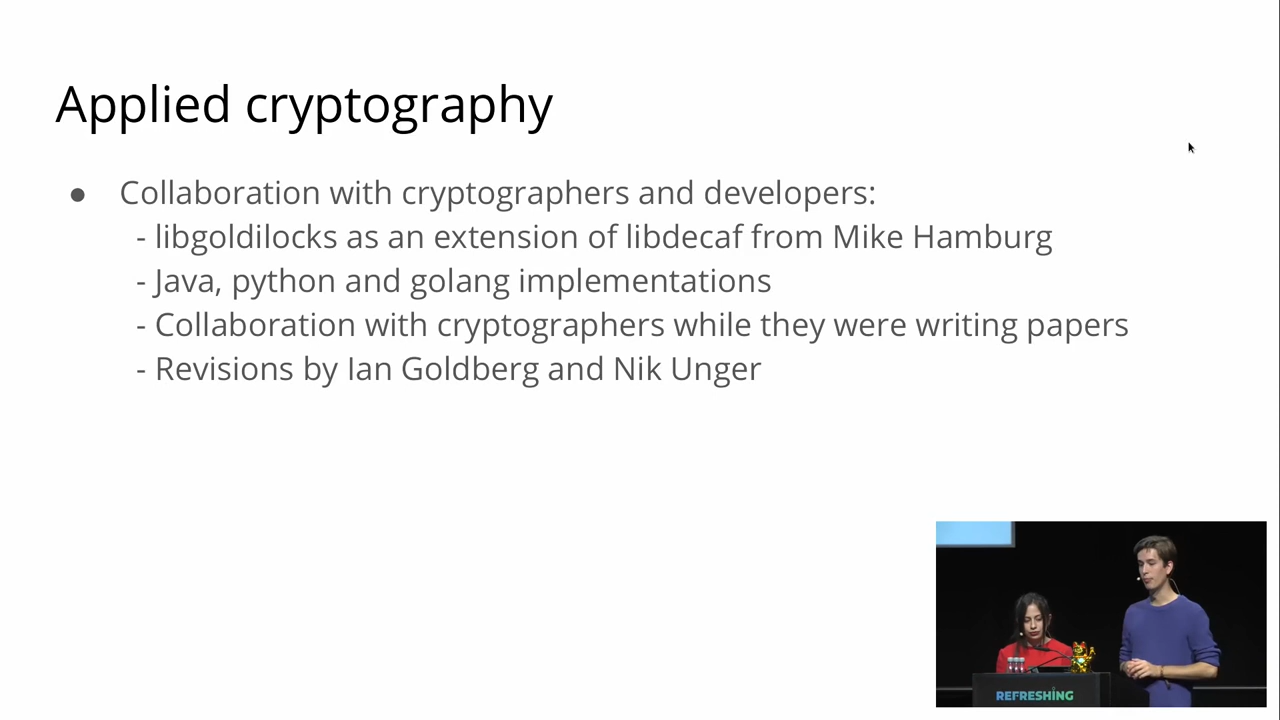 Applied cryptography
● Collaboration with cryptographers and developers:
- libgoldilocks as an extension of libdecaf from Mike Hamburg
- Java, python and golang implementations
- Collaboration with cryptographers while they were writing papers
- Revisions by Ian Goldberg and Nik Unger
REFRESHING